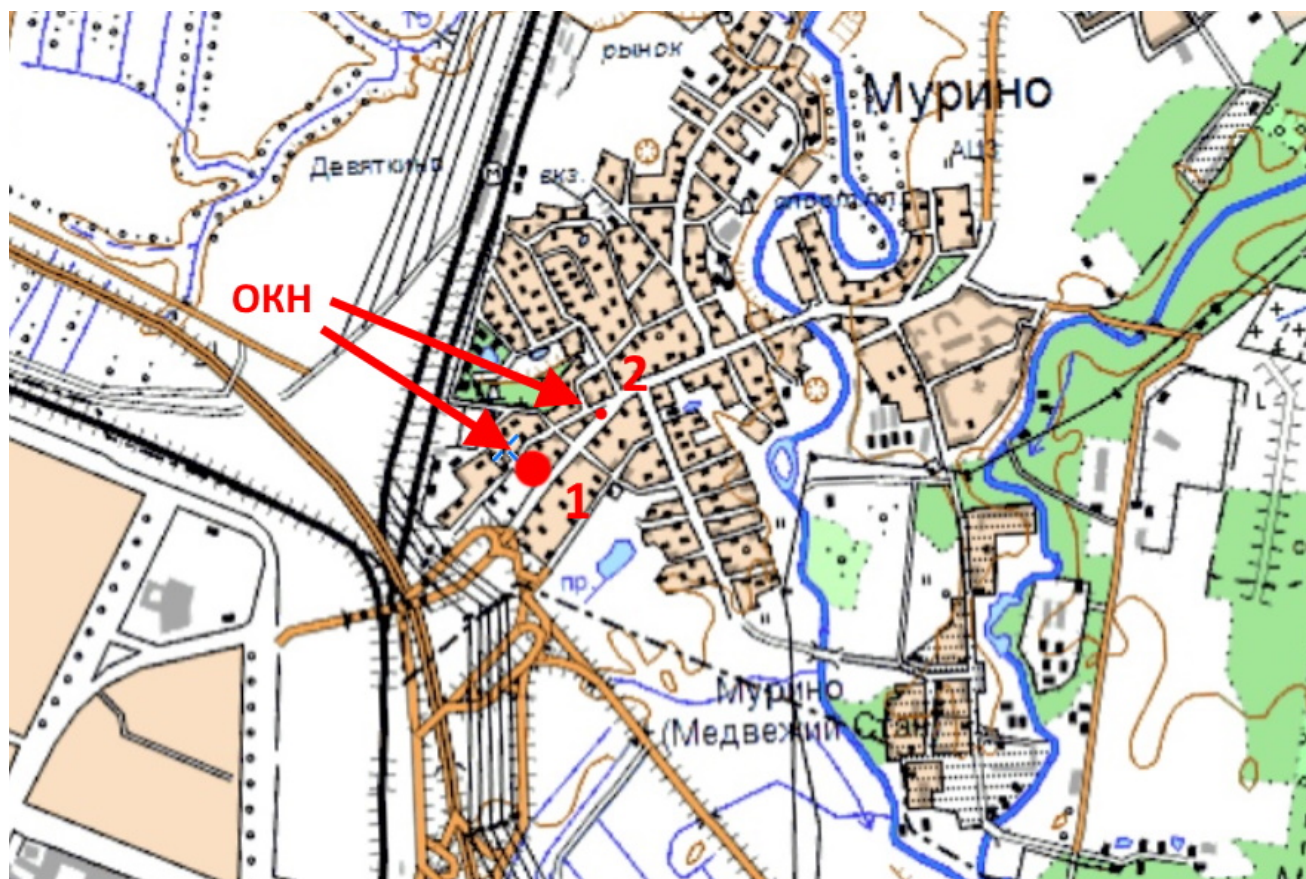 рынок
Мурино
Девяткино
М
вкз.
ОКН
2
1
пр.
Мурино
(Медвежий Стан)